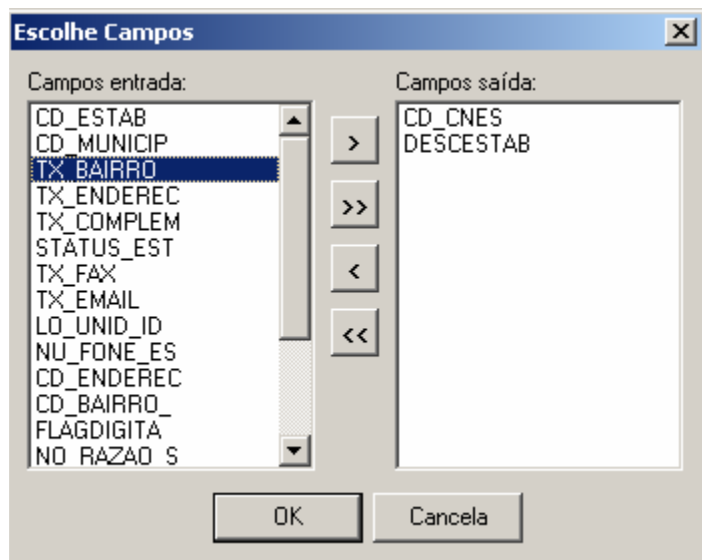 Escolhe Campos
Campos entrada:
CD_ESTAB
CD_MUNICIP
TX_BAIRRO
TX_ENDEREC
TX_COMPLEM
STATUS_EST
TX_FAX
TX_EMAIL
LO_UNID_ID
NU_FONE_ES
CD_ENDEREC
CD_BAIRRO_
FLAGDIGITA
NO_RAZAO_S
>
>>
<
<<
Campos saída:
CD_CNES
DESCESTAB
OK
Cancela